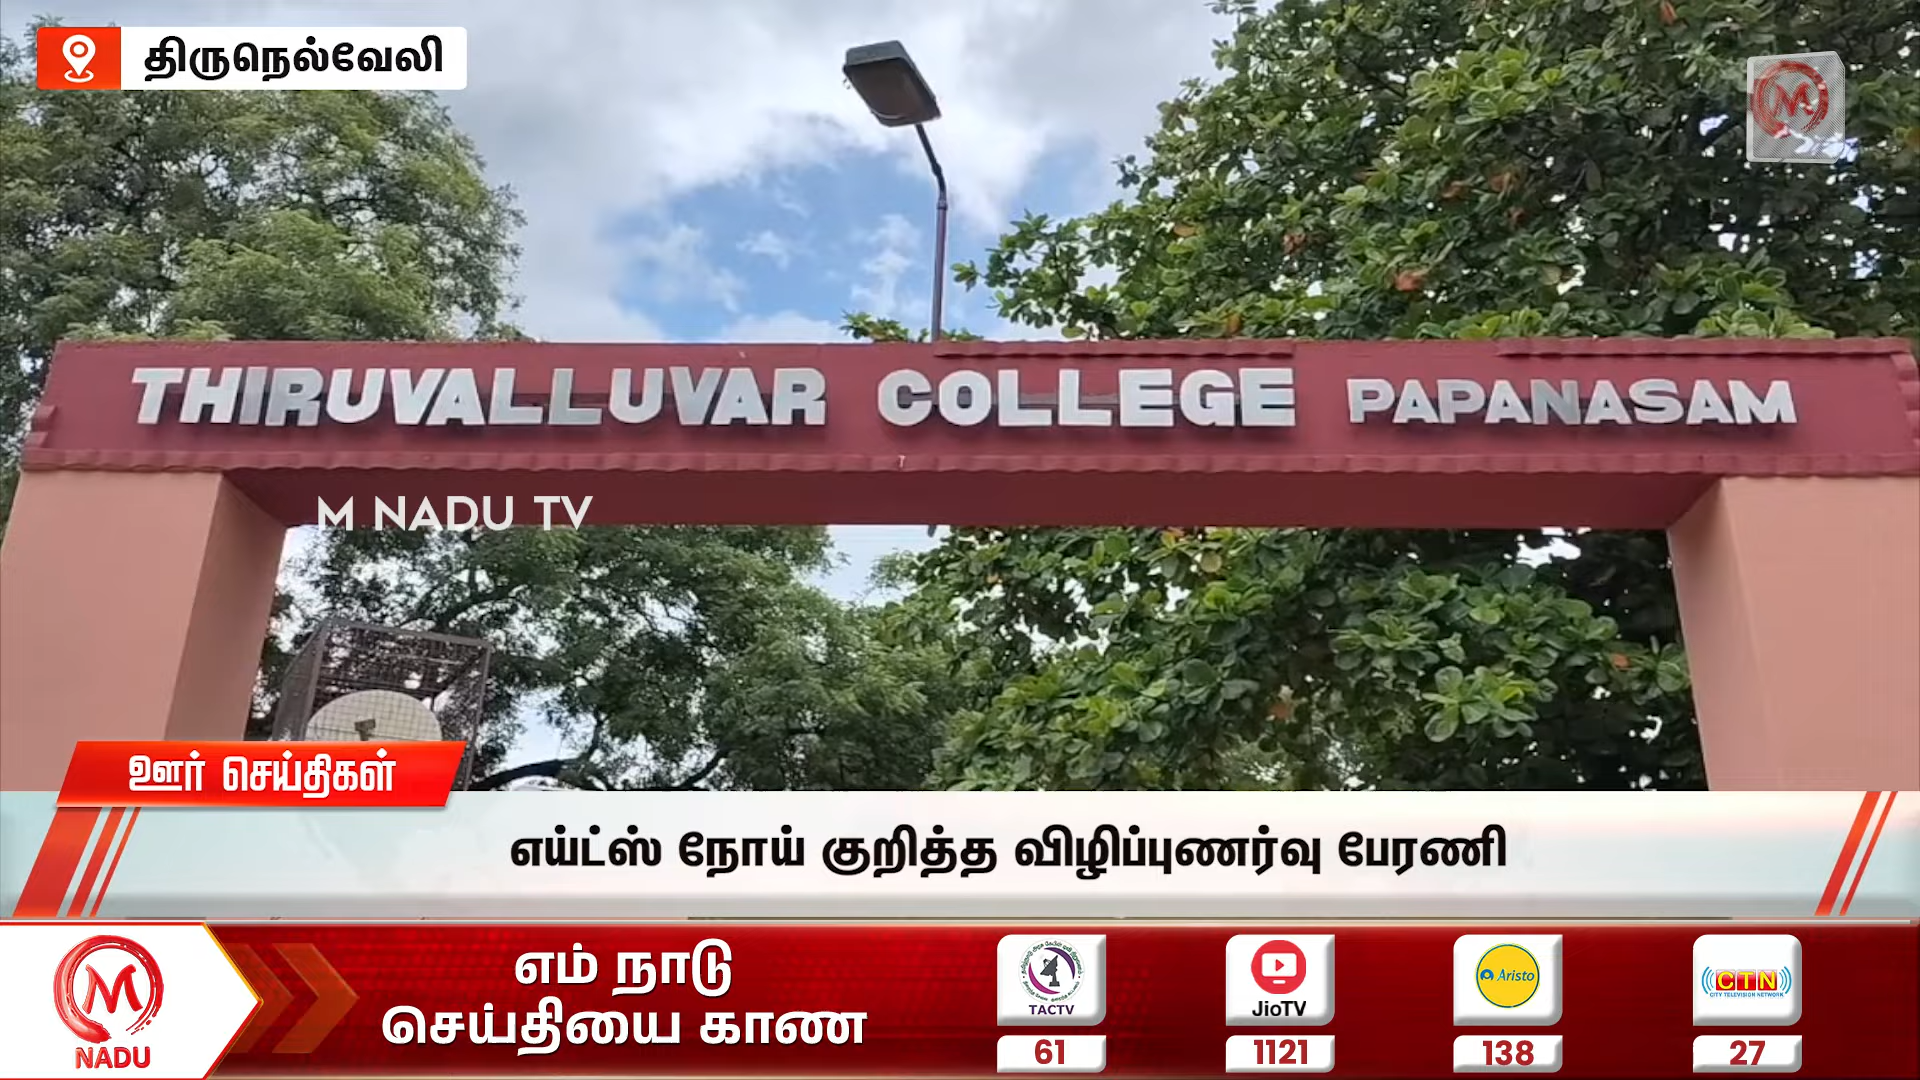 திருநெல்வேலி
M
THIRUVALLUVAR COLLEGE PAPANASAM
M NADU TV
ஊர் செய்திகள்
எய்ட்ஸ் நோய் குறித்த விழிப்புணர்வு பேரணி
M
NADU
எம் நாடு
செய்தியை காண
TACTV
61
JioTV
1121
Aristo
138
CTN
CITY TELEVISION NETWORK
27